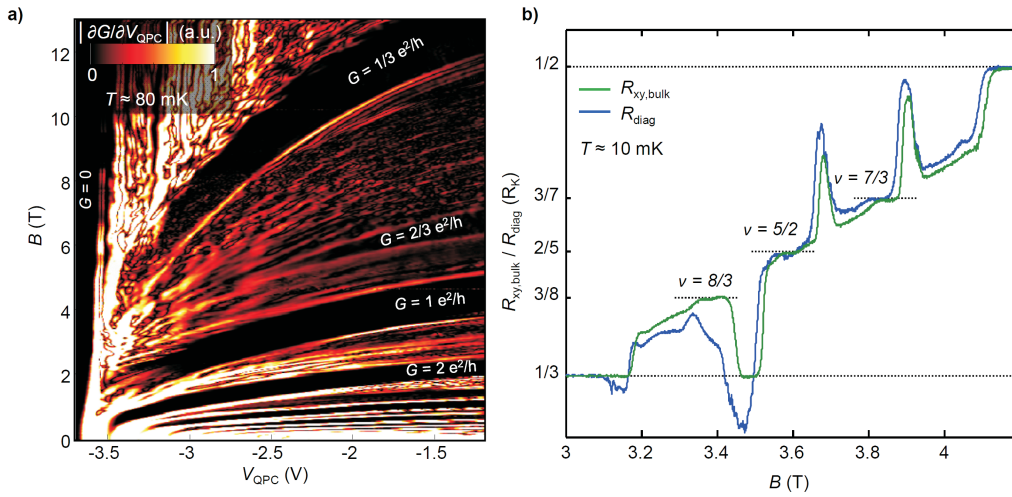 a)
|∂G/∂V_QPC| (a.u.)
0 1
T ≈ 80 mK
G = 0
G = 1/3 e²/h
G = 2/3 e²/h
G = 1 e²/h
G = 2 e²/h
12
10
8
6
4
2
0
B (T)
-3.5 -3 -2.5 -2 -1.5
V_QPC (V)
b)
R_xy,bulk
R_diag
T ≈ 10 mK
ν = 7/3
ν = 5/2
ν = 8/3
1/2
3/7
2/5
3/8
1/3
R_xy,bulk / R_diag (R_K)
3 3.4 3.6 3.8 4
B (T)